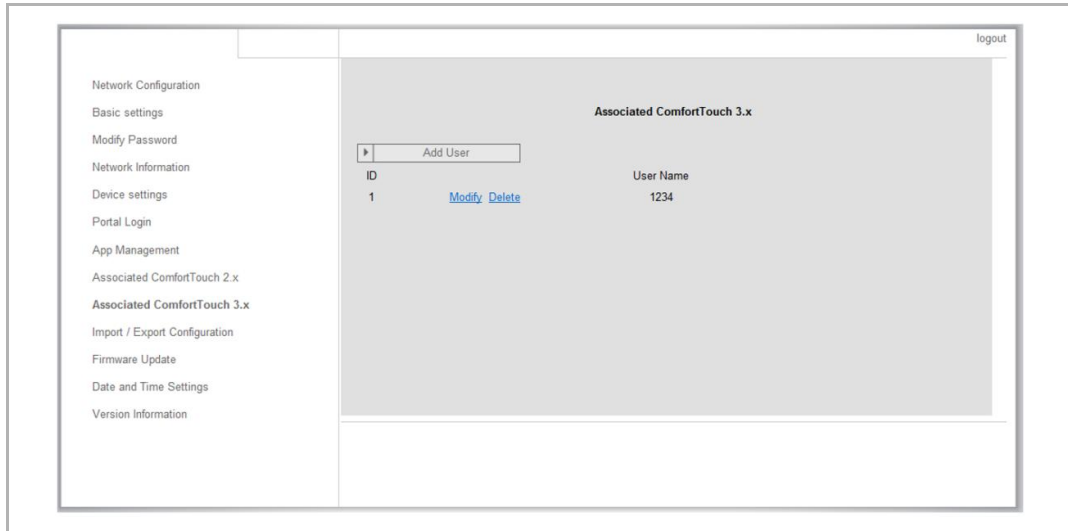 logout
Network Configuration
Basic settings
Modify Password
Network Information
Device settings
Portal Login
App Management
Associated ComfortTouch 2.x
Associated ComfortTouch 3.x
Import / Export Configuration
Firmware Update
Date and Time Settings
Version Information
Associated ComfortTouch 3.x
Add User
ID User Name
1 Modify Delete 1234